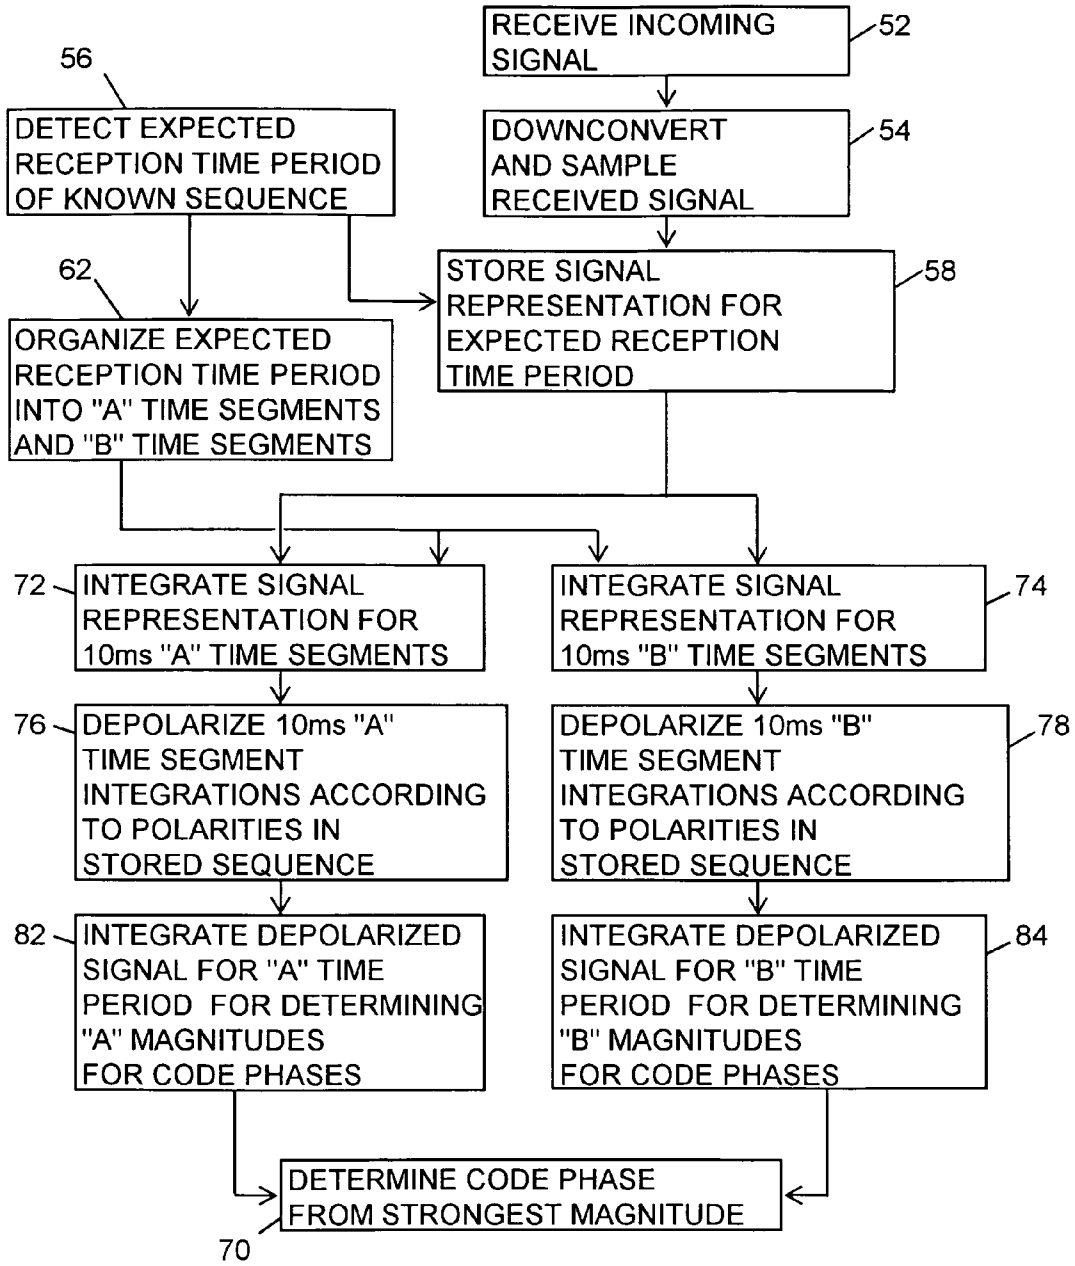 RECEIVE INCOMING
SIGNAL
52
56
DETECT EXPECTED
RECEPTION TIME PERIOD
OF KNOWN SEQUENCE
DOWNCONVERT
AND SAMPLE
RECEIVED SIGNAL
54
62
STORE SIGNAL
REPRESENTATION FOR
EXPECTED RECEPTION
TIME PERIOD
58
ORGANIZE EXPECTED
RECEPTION TIME PERIOD
INTO "A" TIME SEGMENTS
AND "B" TIME SEGMENTS
72
INTEGRATE SIGNAL
REPRESENTATION FOR
10ms "A" TIME SEGMENTS
INTEGRATE SIGNAL
REPRESENTATION FOR
10ms "B" TIME SEGMENTS
74
76
DEPOLARIZE 10ms "A"
TIME SEGMENT
INTEGRATIONS ACCORDING
TO POLARITIES IN
STORED SEQUENCE
DEPOLARIZE 10ms "B"
TIME SEGMENT
INTEGRATIONS ACCORDING
TO POLARITIES IN
STORED SEQUENCE
78
82
INTEGRATE DEPOLARIZED
SIGNAL FOR "A" TIME
PERIOD FOR DETERMINING
"A" MAGNITUDES
FOR CODE PHASES
INTEGRATE DEPOLARIZED
SIGNAL FOR "B" TIME
PERIOD FOR DETERMINING
"B" MAGNITUDES
FOR CODE PHASES
84
DETERMINE CODE PHASE
FROM STRONGEST MAGNITUDE
70